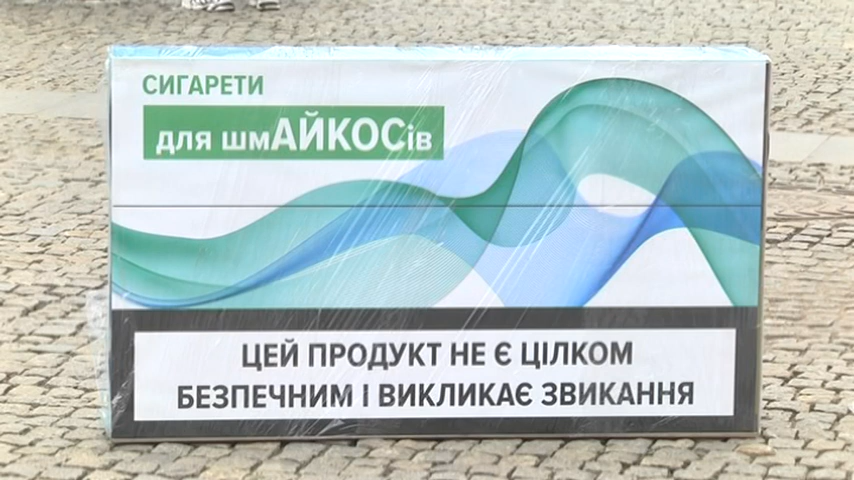 СИГАРЕТИ
для шмАЙКОСів
ЦЕЙ ПРОДУКТ НЕ Є ЦІЛКОМ
БЕЗПЕЧНИМ І ВИКЛИКАЄ ЗВИКАННЯ